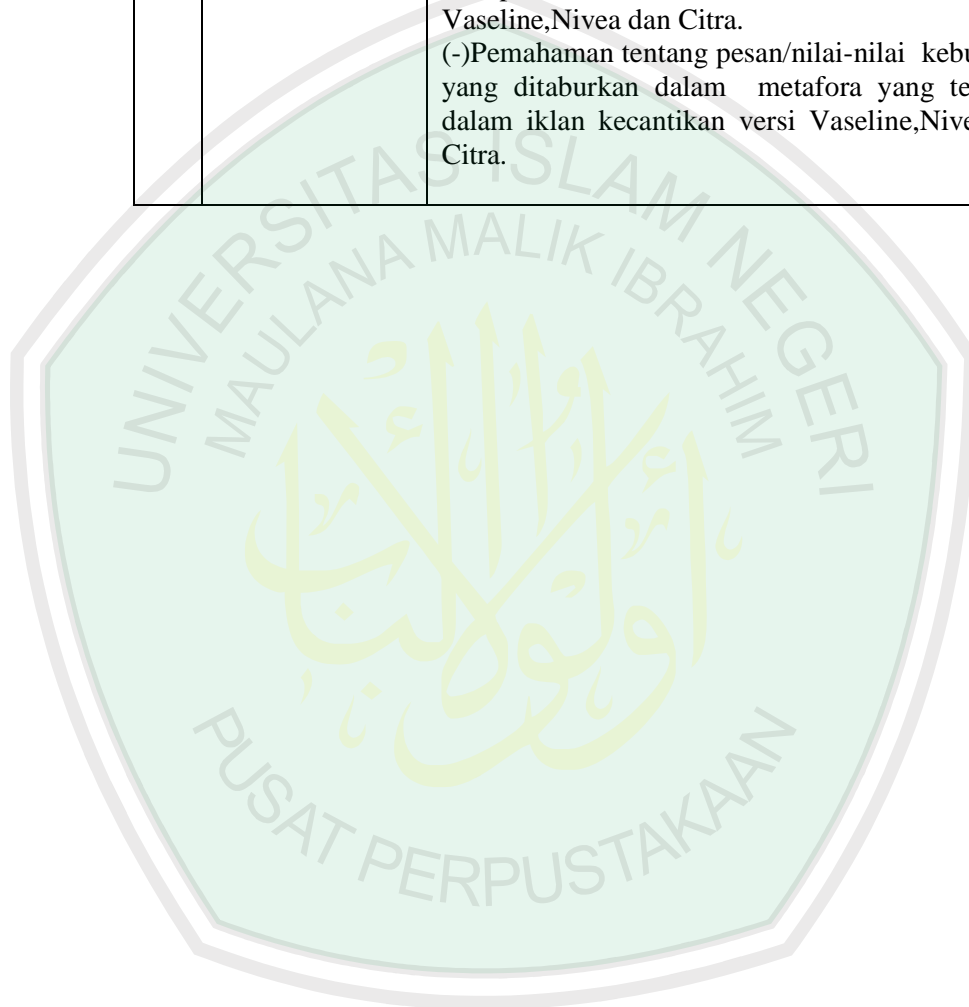 Vaseline,Nivea dan Citra.
(-)Pemahaman tentang pesan/nilai-nilai
yang ditaburkan dalam metafora yang
dalam iklan kecantikan versi
Citra.
UNIVERSITAS ISLAM NEGERI
MAULANA MALIK IBRAHIM
PUSAT PERPUSTAKAAN